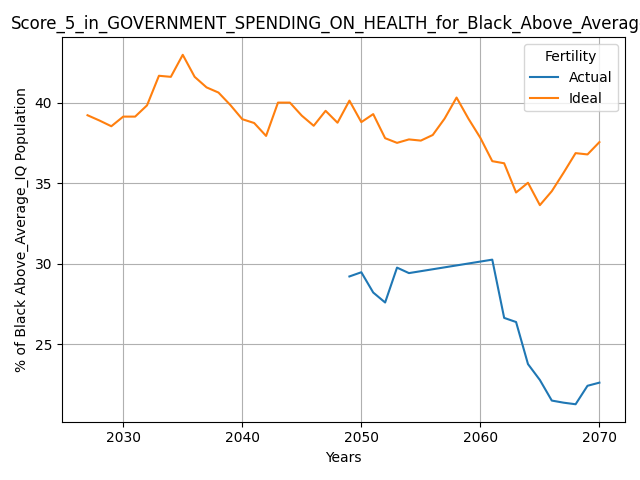 Score_5_in_GOVERNMENT_SPENDING_ON_HEALTH_for_Black_Above_Averag
Fertility
Actual
Ideal
% of Black Above_Average_IQ Population
40
35
30
25
2030 2040 2050 2060 2070
Years